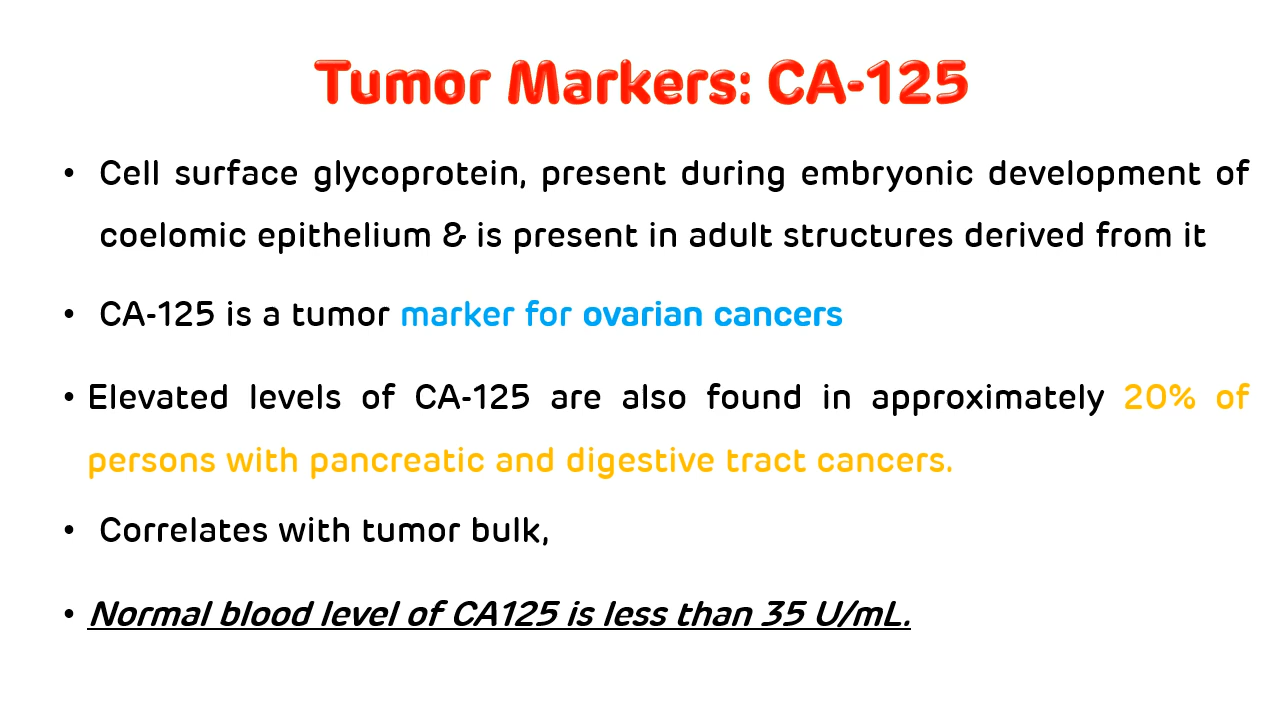 Tumor Markers: CA-125
• Cell surface glycoprotein, present during embryonic development of
coelomic epithelium & is present in adult structures derived from it
• CA-125 is a tumor marker for ovarian cancers
• Elevated levels of CA-125 are also found in approximately 20% of
persons with pancreatic and digestive tract cancers.
• Correlates with tumor bulk,
• Normal blood level of CA125 is less than 35 U/mL.